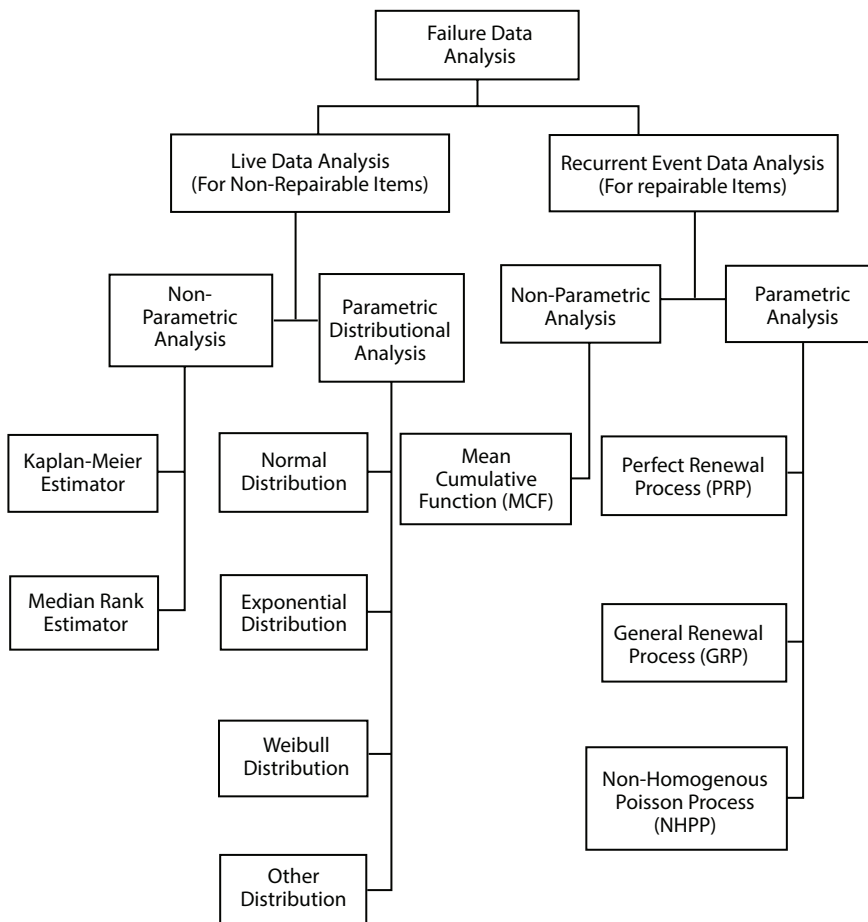 Failure Data
Analysis
Live Data Analysis
(For Non-Repairable Items)
Recurrent Event Data Analysis
(For repairable Items)
Non-
Parametric
Analysis
Parametric
Distributional
Analysis
Non-Parametric
Analysis
Parametric
Analysis
Kaplan-Meier
Estimator
Normal
Distribution
Mean
Cumulative
Function (MCF)
Perfect Renewal
Process (PRP)
Median Rank
Estimator
Exponential
Distribution
General Renewal
Process (GRP)
Weibull
Distribution
Non-Homogenous
Poisson Process
(NHPP)
Other
Distribution